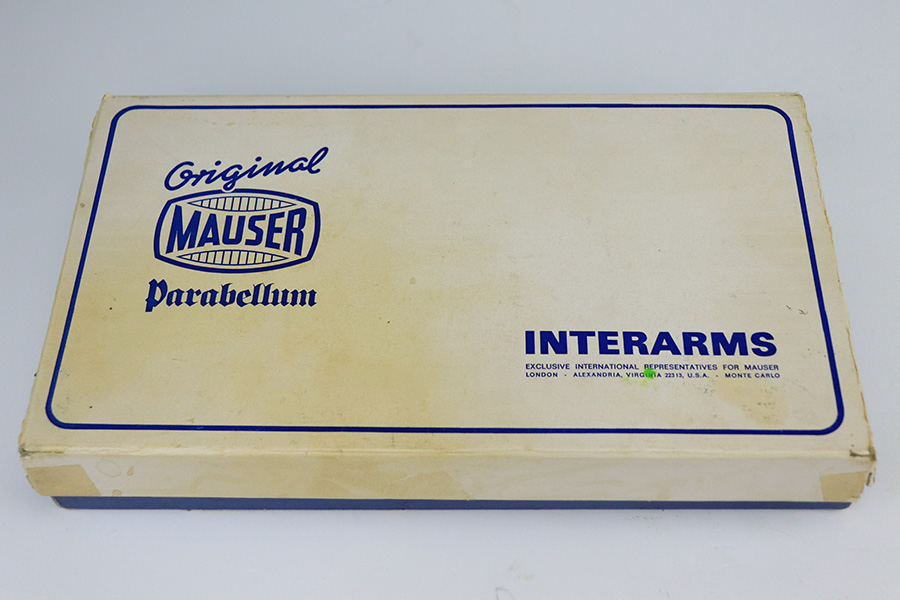 Original
MAUSER
Parabellum
INTERARMS
EXCLUSIVE INTERNATIONAL REPRESENTATIVES FOR MAUSER
LONDON - ALEXANDRIA, VIRGINIA 22313, U.S.A. - MONTE CARLO